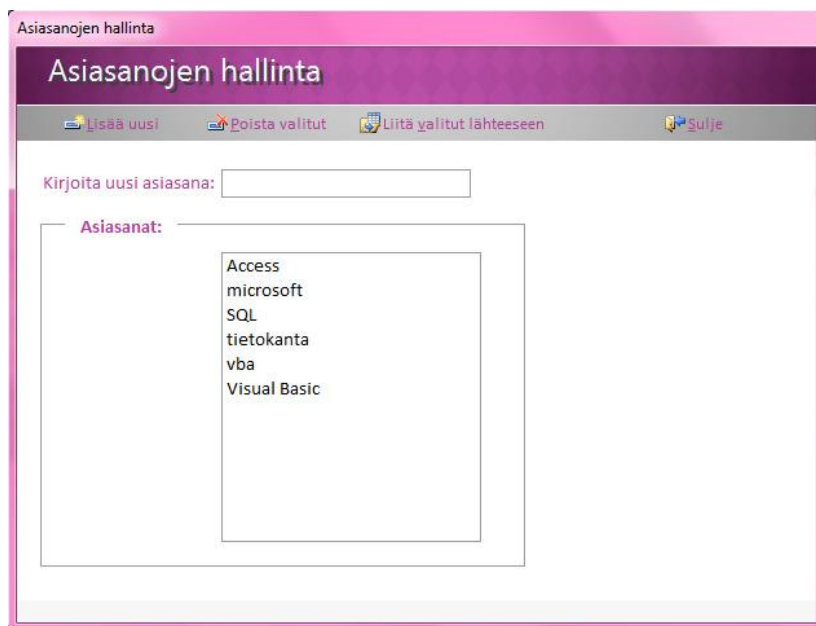 Asiasanojen hallinta
Asiasanojen hallinta
Lisää uusi Poista valitut Liitä valitut lähteeseen Sulje
Kirjoita uusi asiasana:
Asiasanat:
Access
microsoft
SQL
tietokanta
vba
Visual Basic